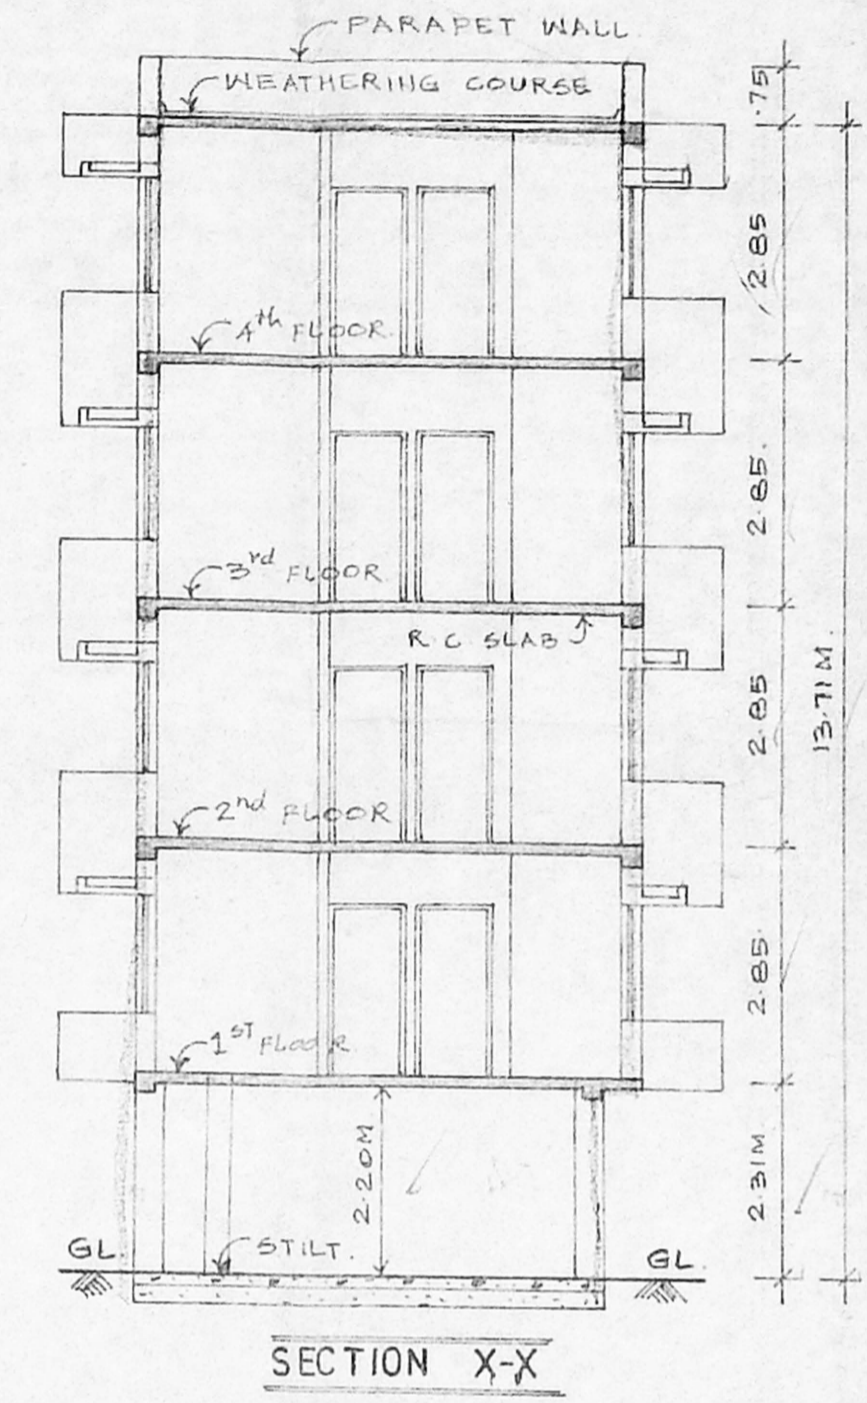 PARAPET WALL
WEATHERING COURSE
.75
2.85
4th FLOOR
2.85
3rd FLOOR
R.C. SLAB
2.85
13.71M.
2nd FLOOR
2.85
1ST FLOOR
2.20M
2.31M
GL
STILT.
GL.
SECTION X-X